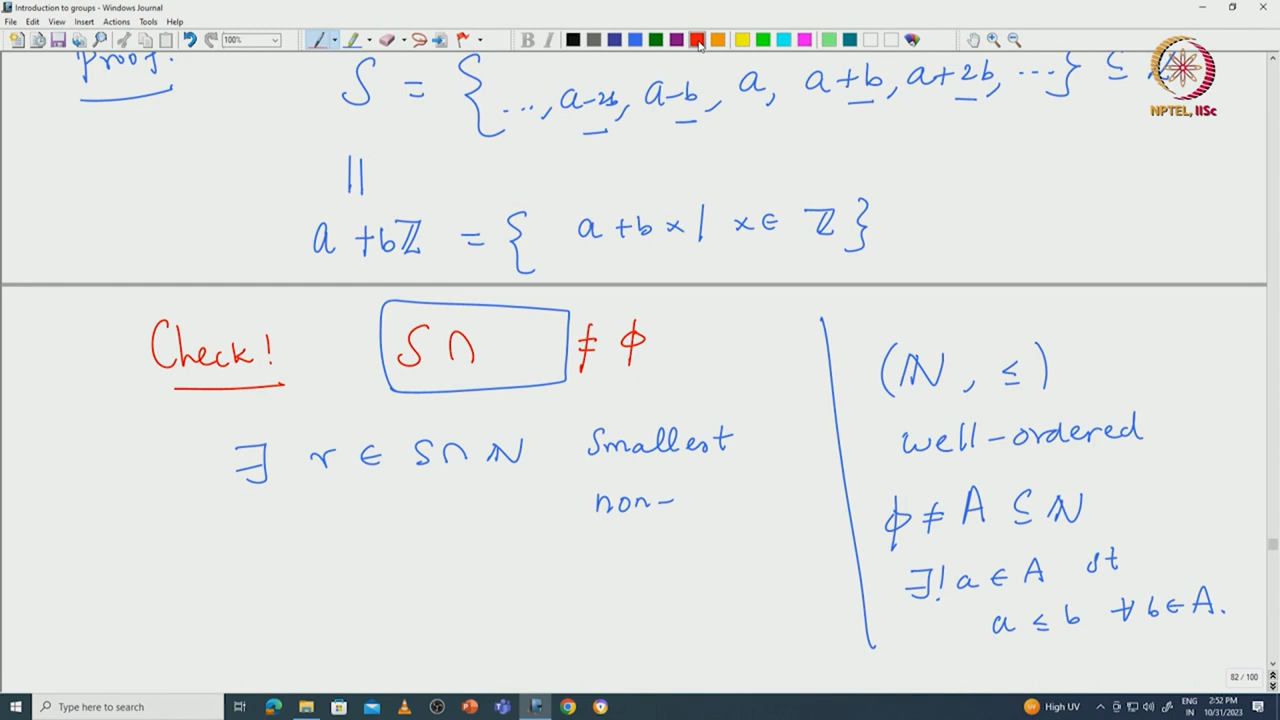 Introduction to groups - Windows Journal
File Edit View Insert Actions Tools Help
100%
B I
Proof:
S = {..., a-2b, a-b, a, a+b, a+2b, ...} ⊆
NPTEL, IISc
||
a + bℤ = { a + b x | x ∈ ℤ }
Check! S ∩ ≠ ϕ
∃ r ∈ S ∩ ℕ smallest
non-
(ℕ, ≤)
well-ordered
ϕ ≠ A ⊆ ℕ
∃! a ∈ A st
a ≤ b ∀ b ∈ A.
82 / 100
Type here to search
High UV
ENG
IN
2:52 PM
10/31/2023